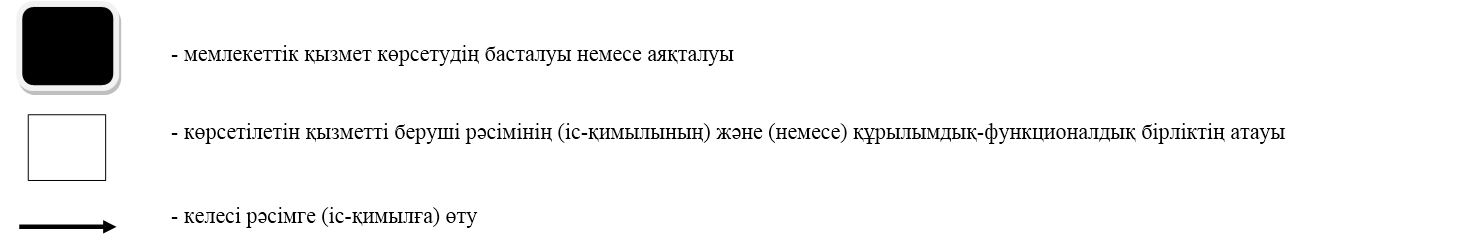 - мемлекеттік қызмет көрсетудің басталуы немесе аяқталуы
- көрсетілетін қызметті беруші рәсімінің (іс-қимылының) және (немесе) құрылымдық-функционалдық бірліктің атауы
- келесі рәсімге (іс-қимылға) өту